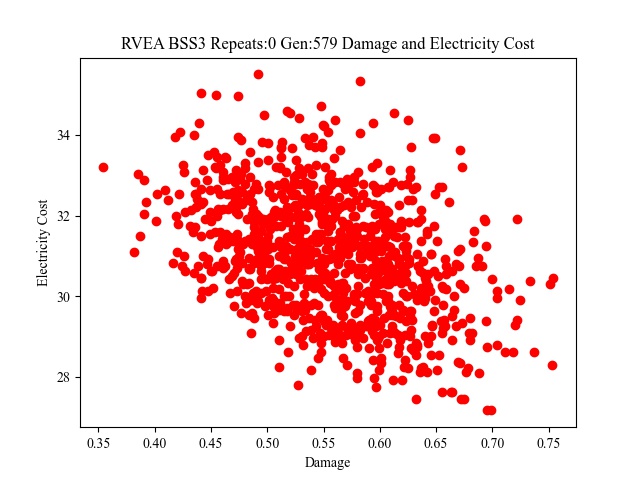 RVEA BSS3 Repeats:0 Gen:579 Damage and Electricity Cost
Electricity Cost
34
32
30
28
0.35 0.40 0.45 0.50 0.55 0.60 0.65 0.70 0.75
Damage